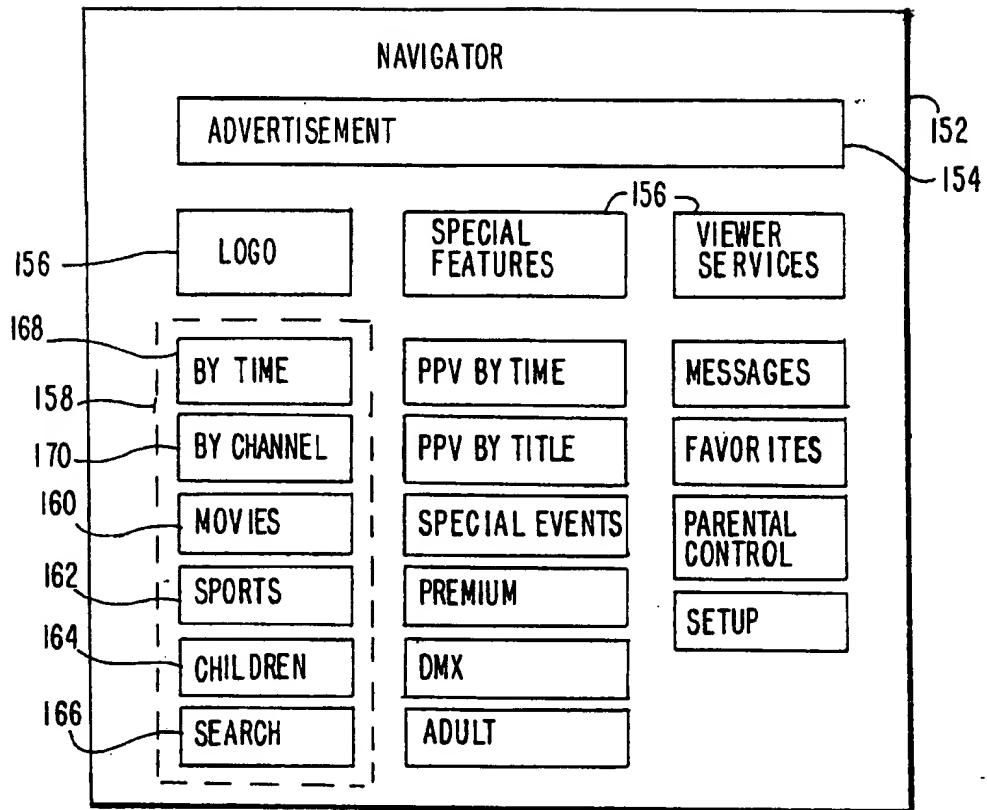 NAVIGATOR
ADVERTISEMENT
152
154
156
156
LOGO
SPECIAL
FEATURES
VIEWER
SERVICES
168
158
170
160
162
164
166
BY TIME
BY CHANNEL
MOVIES
SPORTS
CHILDREN
SEARCH
PPV BY TIME
PPV BY TITLE
SPECIAL EVENTS
PREMIUM
DMX
ADULT
MESSAGES
FAVORITES
PARENTAL
CONTROL
SETUP